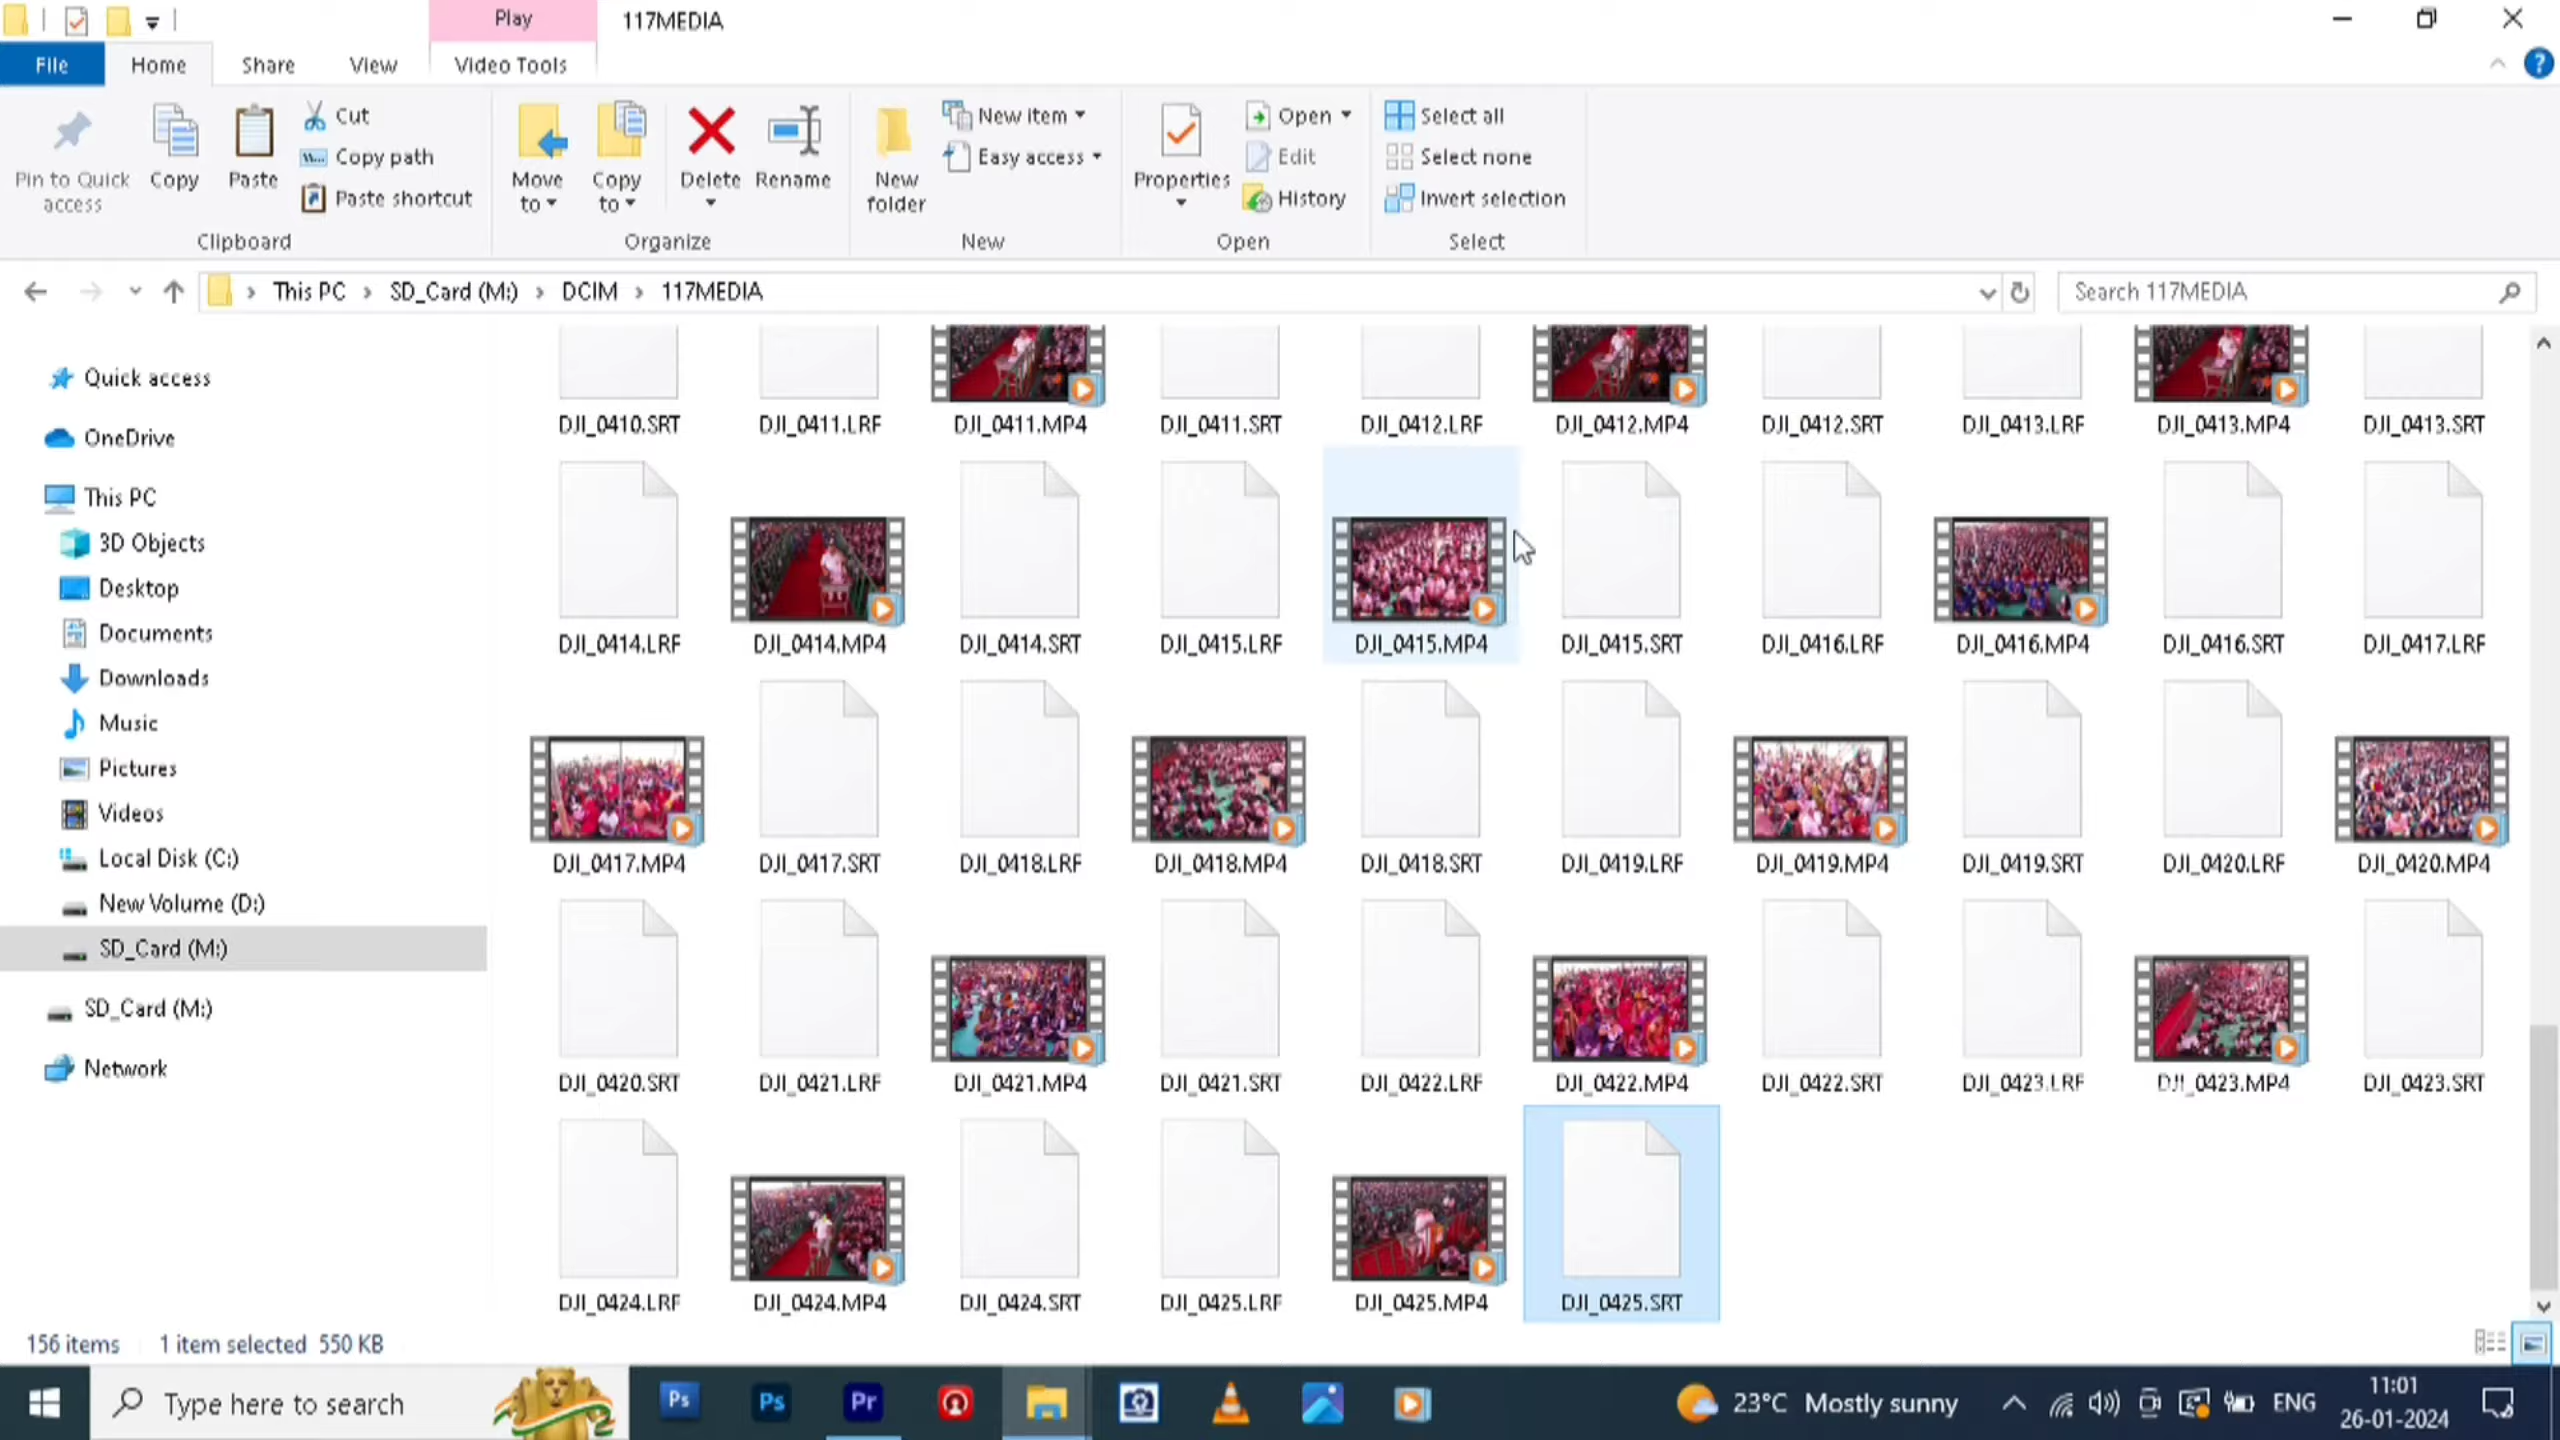 Play
117MEDIA
File
Home
Share
View
Video Tools
Pin to Quick access
Copy
Paste
Cut
Copy path
Paste shortcut
Clipboard
Move to
Copy to
Delete
Rename
Organize
New folder
New item
Easy access
New
Properties
Open
Edit
History
Open
Select all
Select none
Invert selection
Select
This PC > SD_Card (M:) > DCIM > 117MEDIA
Search 117MEDIA
Quick access
OneDrive
This PC
3D Objects
Desktop
Documents
Downloads
Music
Pictures
Videos
Local Disk (C:)
New Volume (D:)
SD_Card (M:)
SD_Card (M:)
Network
DJI_0410.SRT DJI_0411.LRF DJI_0411.MP4 DJI_0411.SRT DJI_0412.LRF DJI_0412.MP4 DJI_0412.SRT DJI_0413.LRF DJI_0413.MP4 DJI_0413.SRT
DJI_0414.LRF DJI_0414.MP4 DJI_0414.SRT DJI_0415.LRF DJI_0415.MP4 DJI_0415.SRT DJI_0416.LRF DJI_0416.MP4 DJI_0416.SRT DJI_0417.LRF
DJI_0417.MP4 DJI_0417.SRT DJI_0418.LRF DJI_0418.MP4 DJI_0418.SRT DJI_0419.LRF DJI_0419.MP4 DJI_0419.SRT DJI_0420.LRF DJI_0420.MP4
DJI_0420.SRT DJI_0421.LRF DJI_0421.MP4 DJI_0421.SRT DJI_0422.LRF DJI_0422.MP4 DJI_0422.SRT DJI_0423.LRF DJI_0423.MP4 DJI_0423.SRT
DJI_0424.LRF DJI_0424.MP4 DJI_0424.SRT DJI_0425.LRF DJI_0425.MP4 DJI_0425.SRT
156 items 1 item selected 550 KB
Type here to search
Ps
Ps
Pr
23°C Mostly sunny
ENG
11:01
26-01-2024